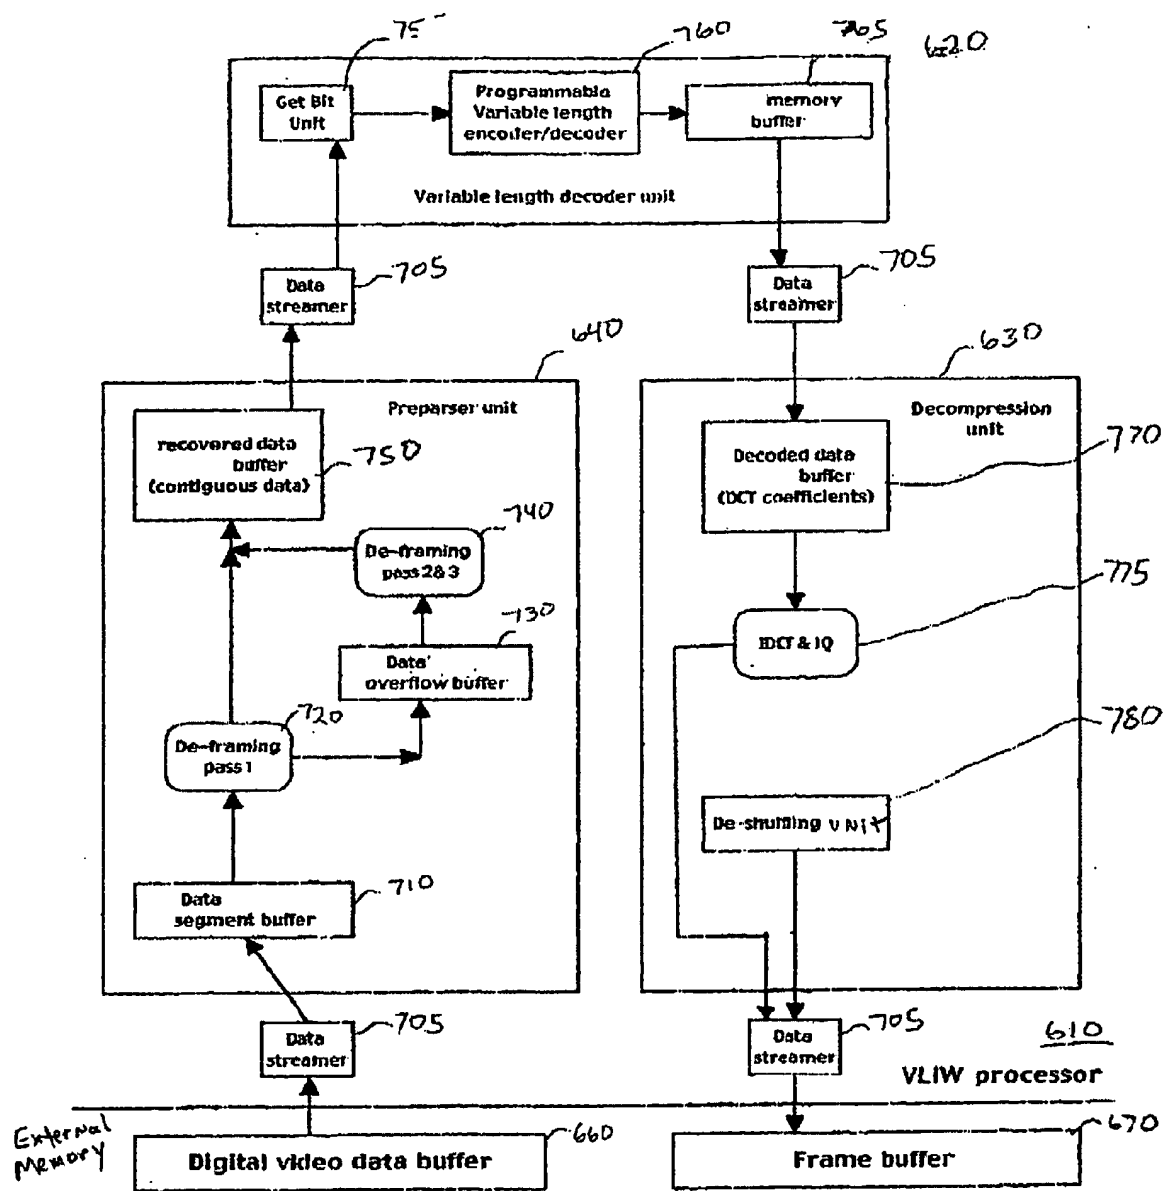 75
760
765
620
Get Bit
Unit
Programmable
Variable length
encoder/decoder
memory
buffer
Variable length decoder unit
705
Data
streamer
705
Data
streamer
640
630
Preparser unit
recovered data
buffer
(contiguous data)
750
740
De-framing
pass 2&3
730
Data
overflow buffer
720
De-framing
pass 1
710
Data
segment buffer
705
Data
streamer
Decompression
unit
770
Decoded data
buffer
(DCT coefficients)
775
IDCT & IQ
780
De-shuffling unit
705
Data
streamer
610
VLIW processor
External
Memory
660
Digital video data buffer
670
Frame buffer